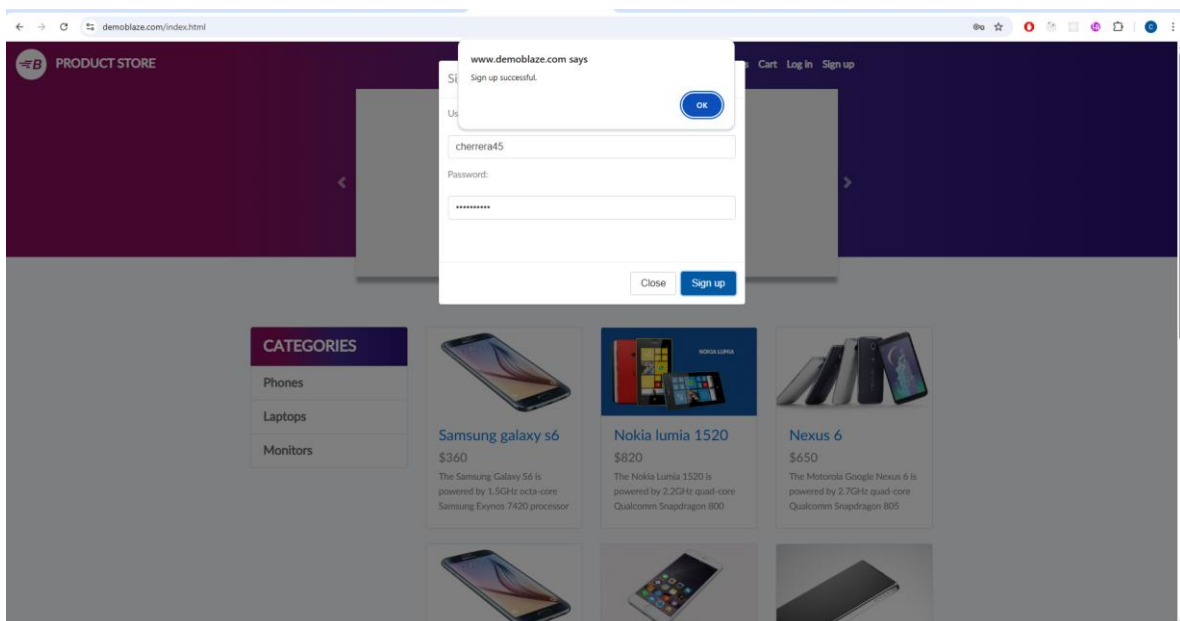 demoblaze.com/index.html
PRODUCT STORE
Cart Log in Sign up
www.demoblaze.com says
Sign up successful.
OK
cherrera45
Password:
••••••••••
Close Sign up
CATEGORIES
Phones
Laptops
Monitors
NOKIA LUMIA
Samsung galaxy s6
$360
The Samsung Galaxy S6 is
powered by 1.5GHz octa-core
Samsung Exynos 7420 processor
Nokia lumia 1520
$820
The Nokia Lumia 1520 is
powered by 2.2GHz quad-core
Qualcomm Snapdragon 800
Nexus 6
$650
The Motorola Google Nexus 6 is
powered by 2.7GHz quad-core
Qualcomm Snapdragon 805